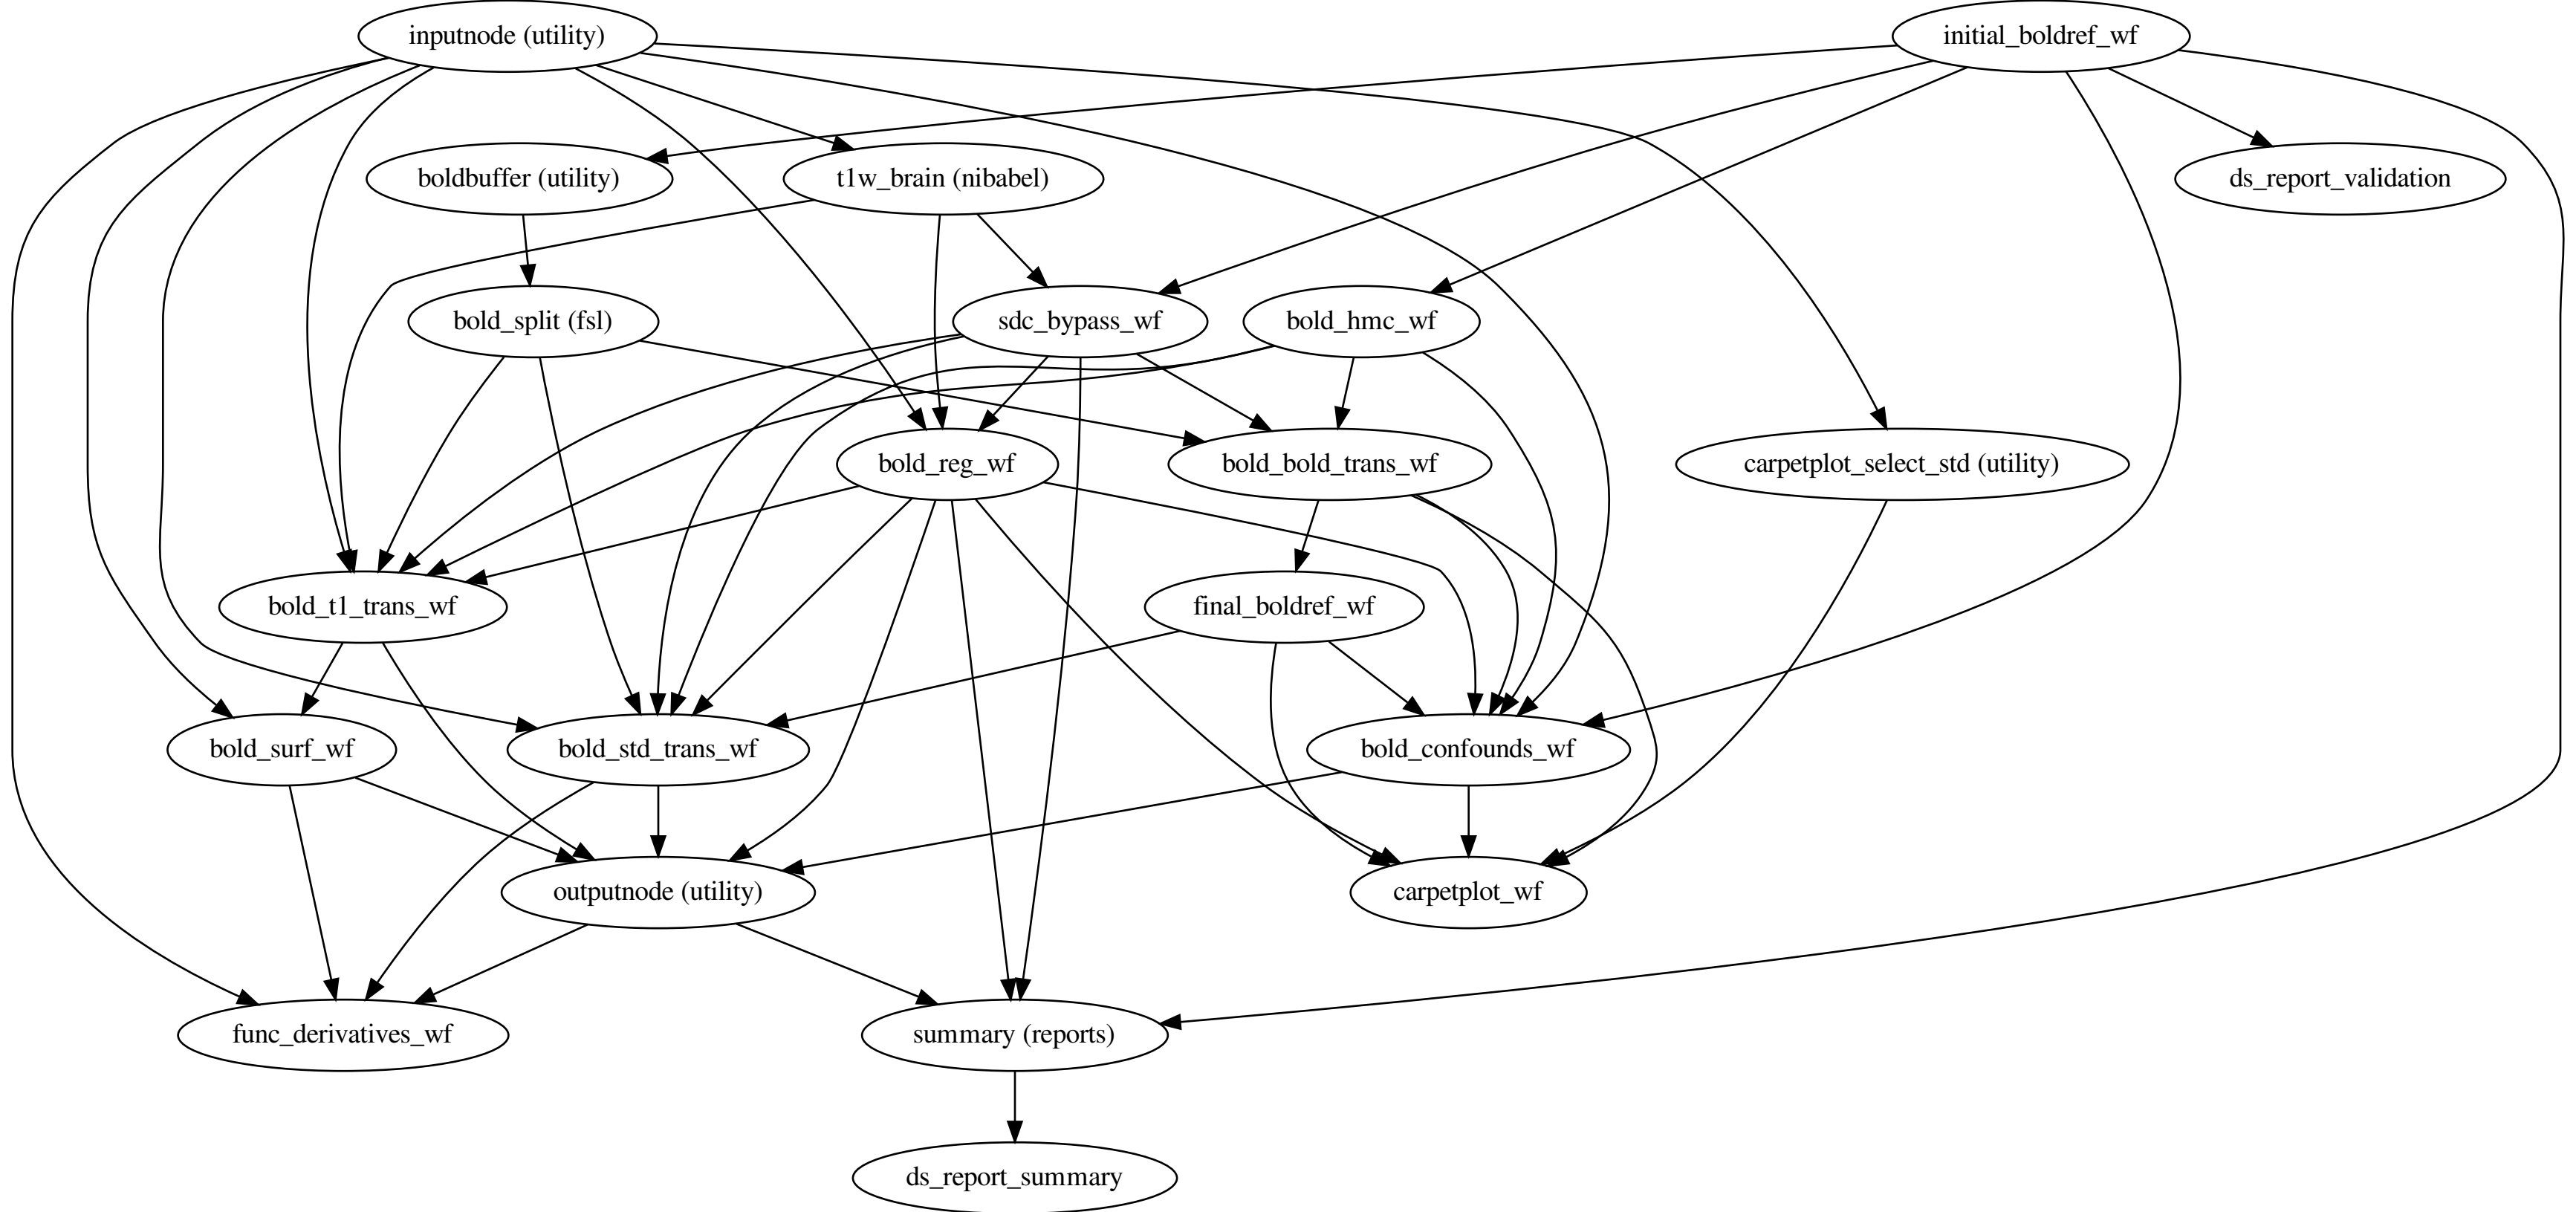 inputnode (utility)
initial_boldref_wf
boldbuffer (utility)
t1w_brain (nibabel)
ds_report_validation
bold_split (fsl)
sdc_bypass_wf
bold_hmc_wf
bold_reg_wf
bold_bold_trans_wf
carpetplot_select_std (utility)
bold_t1_trans_wf
final_boldref_wf
bold_surf_wf
bold_std_trans_wf
bold_confounds_wf
outputnode (utility)
carpetplot_wf
func_derivatives_wf
summary (reports)
ds_report_summary